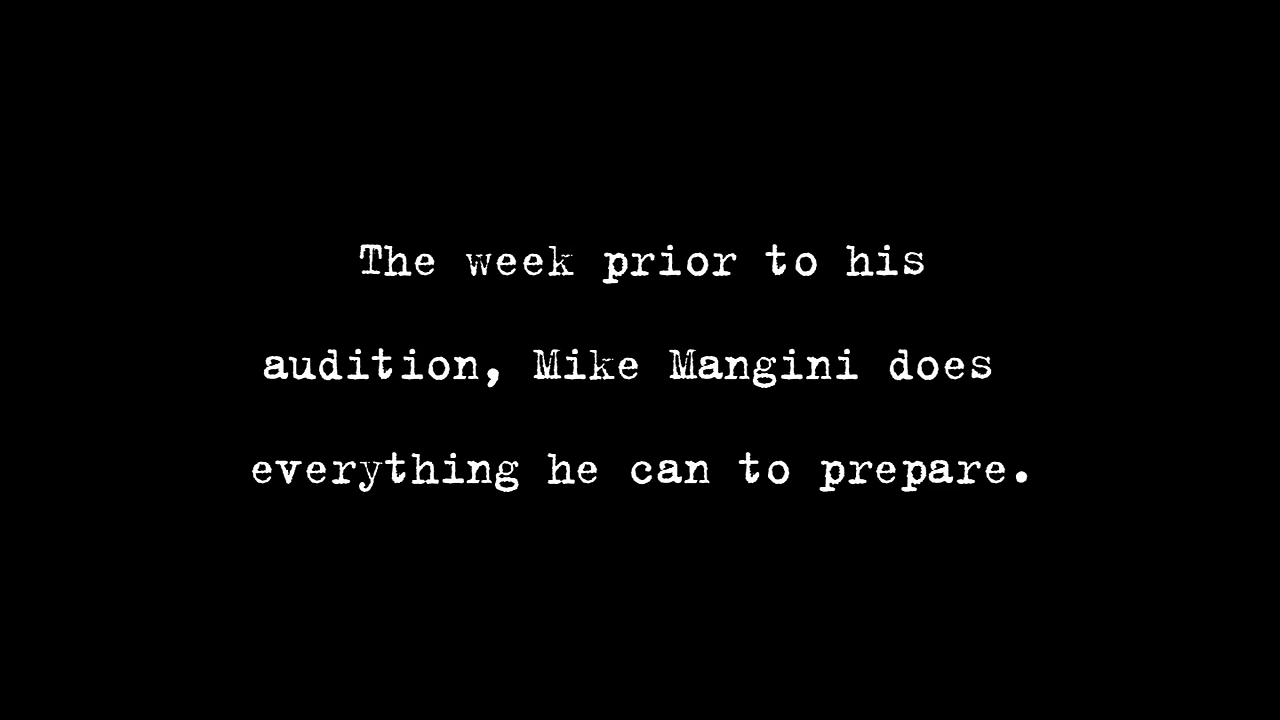 The week prior to his
audition, Mike Mangini does
everything he can to prepare.